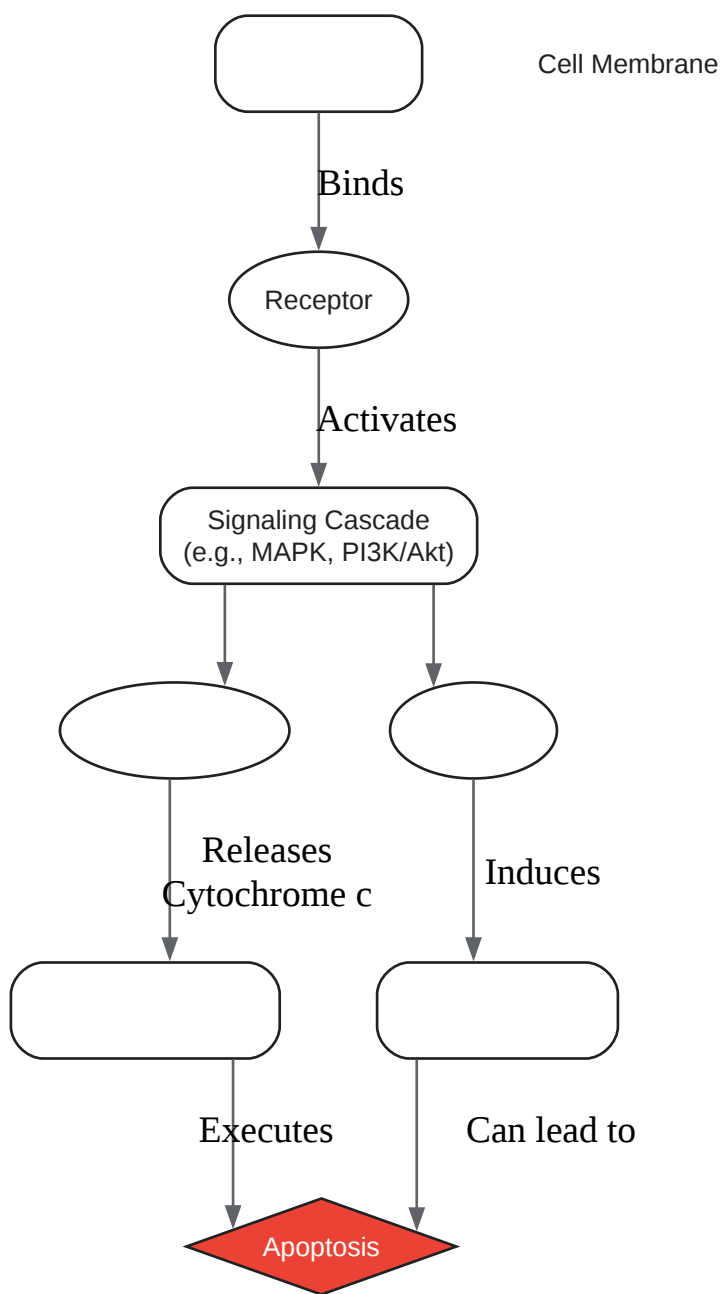 Cell Membrane
Binds
Receptor
Activates
Signaling Cascade
(e.g., MAPK, PI3K/Akt)
Releases
Cytochrome c
Induces
Executes
Can lead to
Apoptosis